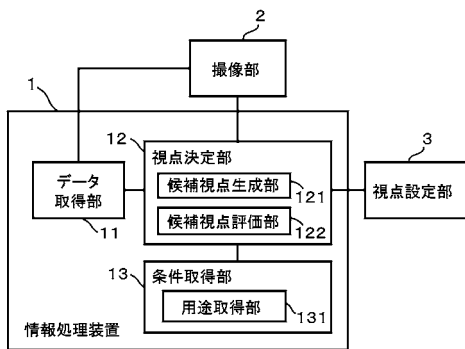 2
撮像部
1
12
視点決定部
3
データ
取得部
候補視点生成部
121
視点設定部
候補視点評価部
122
11
13
条件取得部
用途取得部
131
情報処理装置